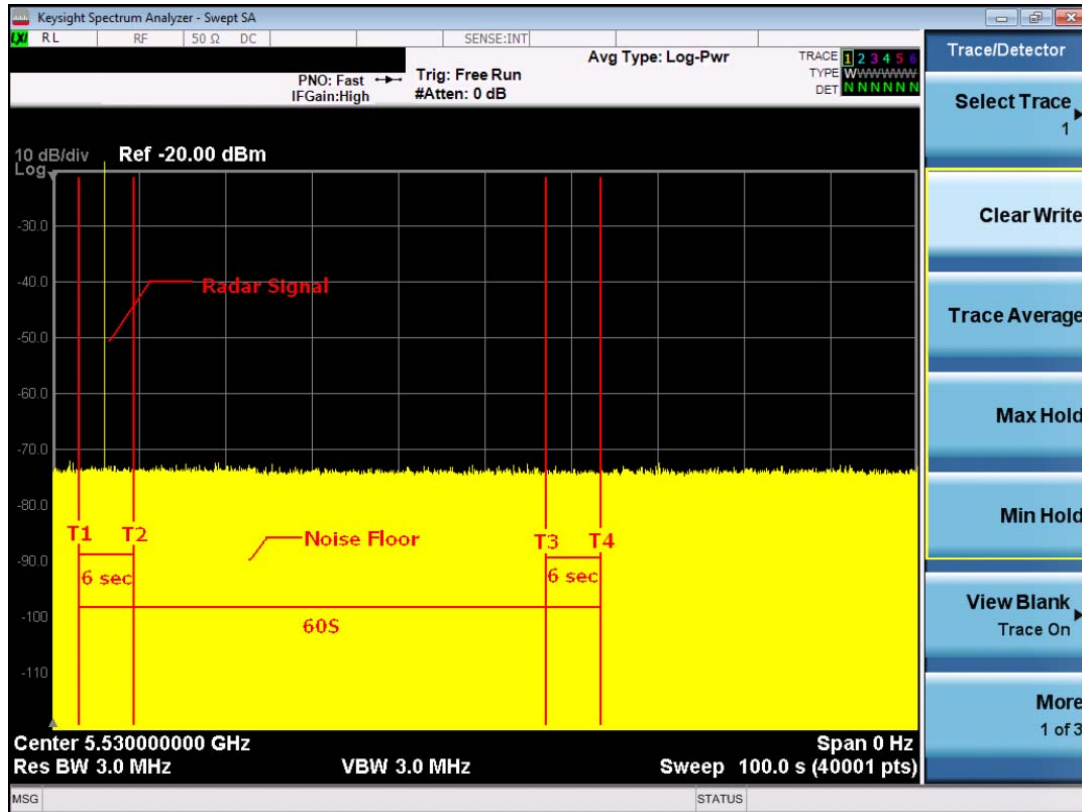 Keysight Spectrum Analyzer - Swept SA
LXI RL RF 50 Ω DC SENSE:INT
Avg Type: Log-Pwr
TRACE 1 2 3 4 5 6
PNO: Fast Trig: Free Run
TYPE WWWWWWW
IFGain:High #Atten: 0 dB
DET N N N N N N
10 dB/div Ref -20.00 dBm
Log
-30.0
-40.0
-50.0
-60.0
-70.0
-80.0
-90.0
-100
-110
Radar Signal
T1 T2 T3 T4
Noise Floor
6 sec 6 sec
60S
Center 5.530000000 GHz Span 0 Hz
Res BW 3.0 MHz VBW 3.0 MHz Sweep 100.0 s (40001 pts)
MSG STATUS
Trace/Detector
Select Trace
1
Clear Write
Trace Average
Max Hold
Min Hold
View Blank
Trace On
More
1 of 3